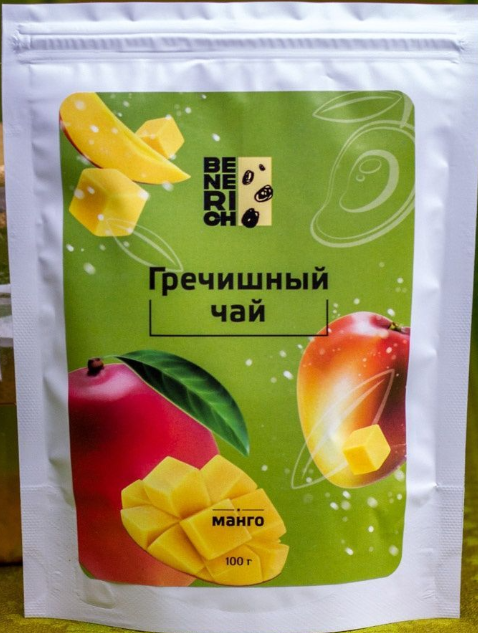 BE
NE
RI
CH
Гречишный
чай
манго
100 г